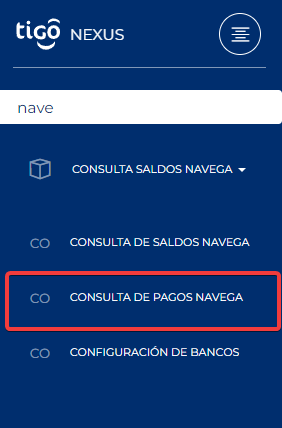 tigo NEXUS
nave
CONSULTA SALDOS NAVEGA
CO CONSULTA DE SALDOS NAVEGA
CO CONSULTA DE PAGOS NAVEGA
CO CONFIGURACIÓN DE BANCOS